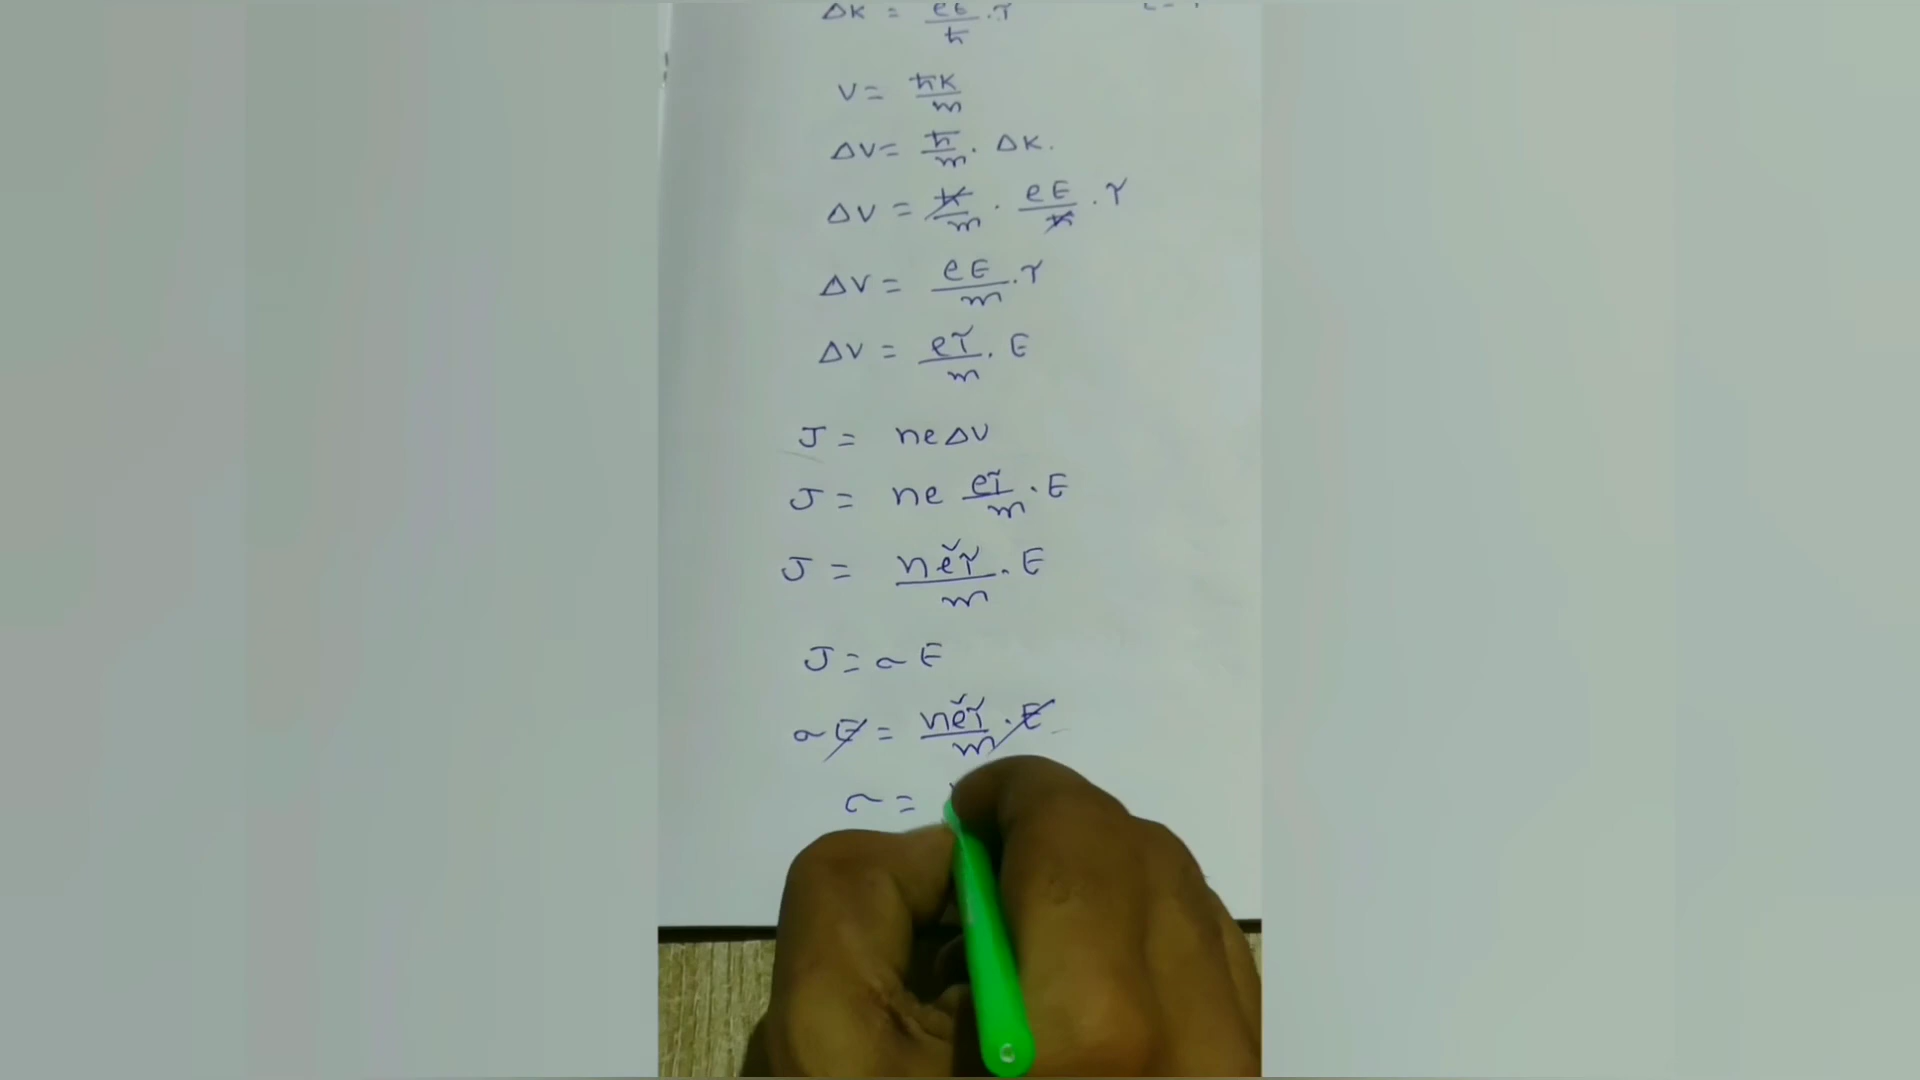 ΔK = eE/ħ · τ
V = ħK/m
ΔV = ħ/m · ΔK.
ΔV = ħ/m · eE/ħ · τ
ΔV = eE/m · τ
ΔV = eτ/m · E
J = neΔV
J = ne eτ/m · E
J = ne²τ/m · E
J = σE
σE = ne²τ/m · E
σ =